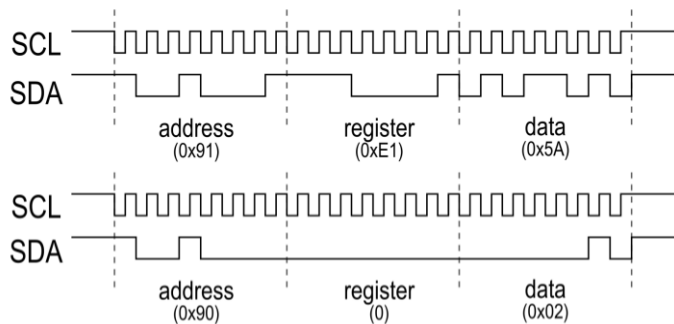 SCL
SDA
address register data
(0x91) (0xE1) (0x5A)
SCL
SDA
address register data
(0x90) (0) (0x02)